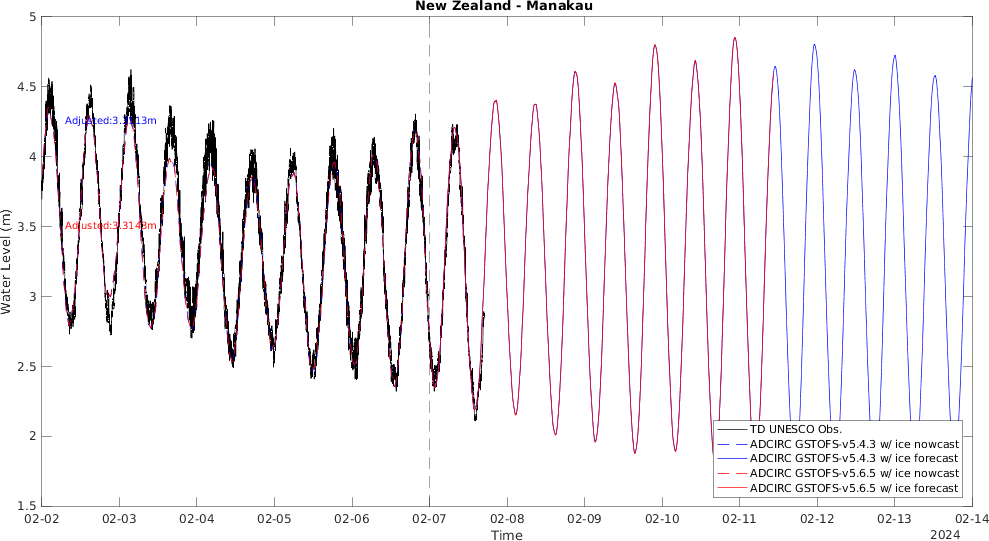 New Zealand - Manakau
Water Level (m)
5
4.5
4
3.5
3
2.5
2
1.5
Adjusted:3.3143m
TD UNESCO Obs.
ADCIRC GSTOFS-v5.4.3 w/ ice nowcast
ADCIRC GSTOFS-v5.4.3 w/ ice forecast
ADCIRC GSTOFS-v5.6.5 w/ ice nowcast
ADCIRC GSTOFS-v5.6.5 w/ ice forecast
02-02 02-03 02-04 02-05 02-06 02-07 02-08 02-09 02-10 02-11 02-12 02-13 02-14
Time
2024